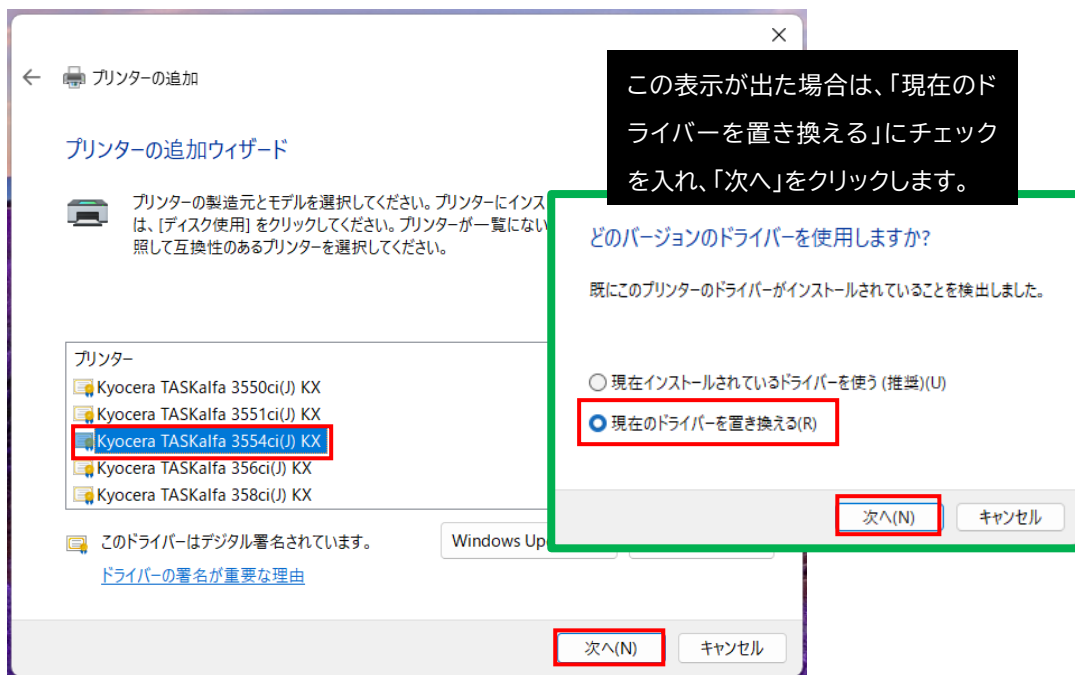 プリンターの追加
プリンターの追加ウィザード
プリンターの製造元とモデルを選択してください。プリンターにインス
は、[ディスク使用] をクリックしてください。プリンターが一覧にない
照して互換性のあるプリンターを選択してください。
プリンター
Kyocera TASKalfa 3550ci(J) KX
Kyocera TASKalfa 3551ci(J) KX
Kyocera TASKalfa 3554ci(J) KX
Kyocera TASKalfa 356ci(J) KX
Kyocera TASKalfa 358ci(J) KX
このドライバーはデジタル署名されています。
Windows Up
ドライバーの署名が重要な理由
次へ(N)
キャンセル
この表示が出た場合は、「現在のド
ライバーを置き換える」にチェック
を入れ、「次へ」をクリックします。
どのバージョンのドライバーを使用しますか?
既にこのプリンターのドライバーがインストールされていることを検出しました。
現在インストールされているドライバーを使う (推奨)(U)
現在のドライバーを置き換える(R)
次へ(N)
キャンセル